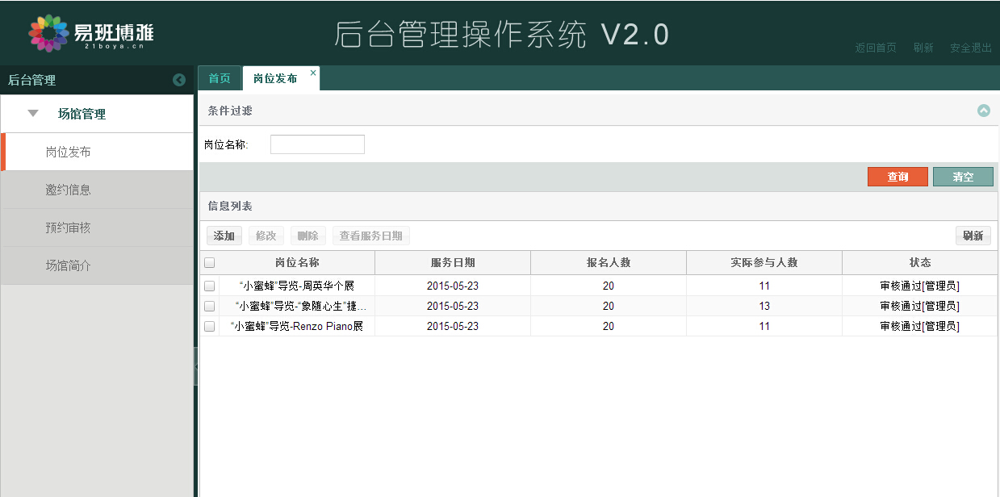 易班博雅
21boya.cn
后台管理操作系统 V2.0
返回首页 刷新 安全退出
后台管理
首页 岗位发布
场馆管理
岗位发布
邀约信息
预约审核
场馆简介
条件过滤
岗位名称:
查询 清空
信息列表
添加 修改 删除 查看服务日期 刷新
岗位名称 服务日期 报名人数 实际参与人数 状态
“小蜜蜂”导览-周英华个展 2015-05-23 20 11 审核通过[管理员]
“小蜜蜂”导览-“象随心生”捷... 2015-05-23 20 13 审核通过[管理员]
“小蜜蜂”导览-Renzo Piano展 2015-05-23 20 11 审核通过[管理员]